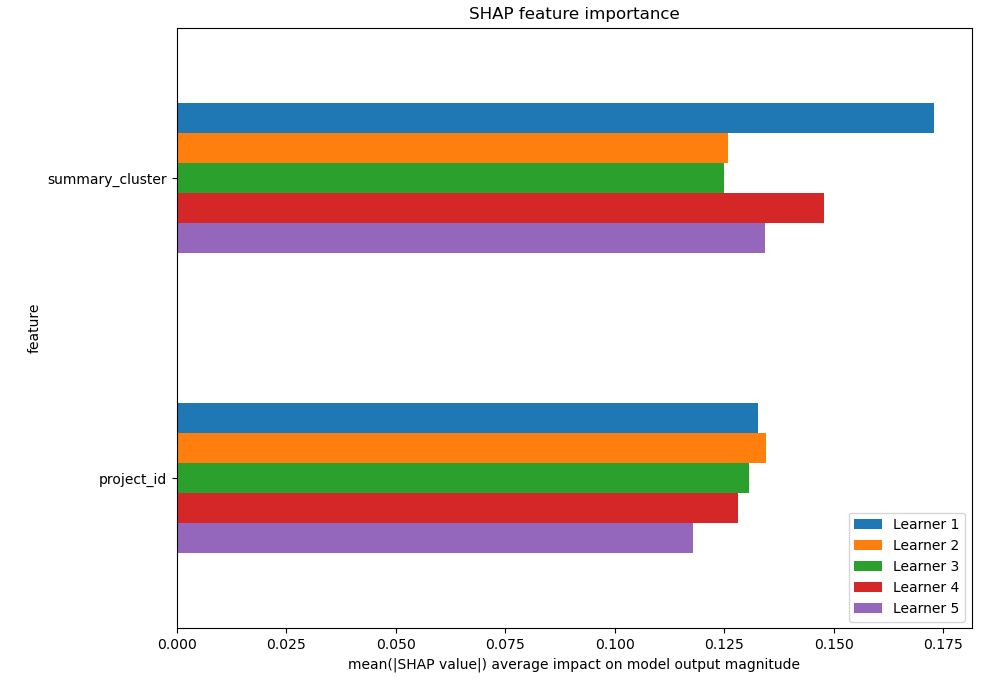 SHAP feature importance
summary_cluster
feature
project_id
Learner 1
Learner 2
Learner 3
Learner 4
Learner 5
0.000 0.025 0.050 0.075 0.100 0.125 0.150 0.175
mean(|SHAP value|) average impact on model output magnitude